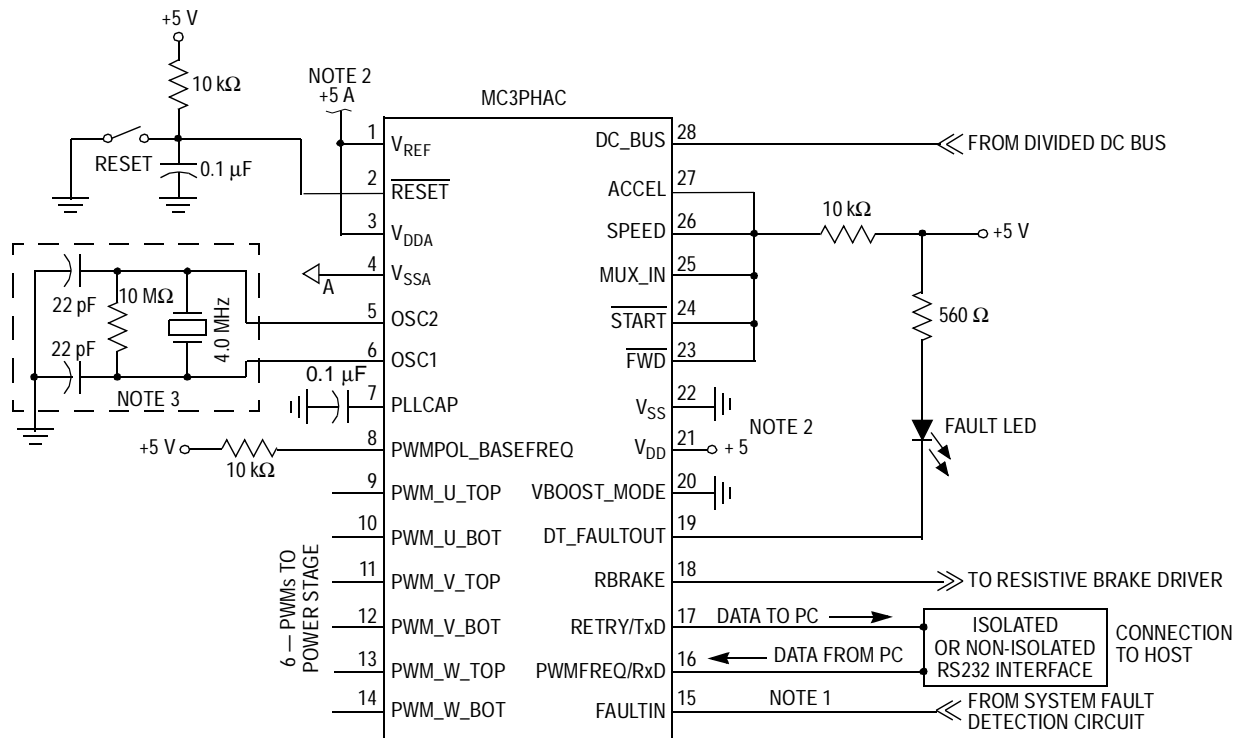 +5 V
10 kΩ
RESET
0.1 µF
NOTE 2
+5 A
MC3PHAC
1
VREF
2
RESET
3
VDDA
4
VSSA
A
5
OSC2
6
OSC1
22 pF
10 MΩ
4.0 MHz
22 pF
NOTE 3
0.1 µF
7
PLLCAP
+5 V
10 kΩ
8
PWMPOL_BASEFREQ
9
PWM_U_TOP
10
PWM_U_BOT
11
PWM_V_TOP
12
PWM_V_BOT
13
PWM_W_TOP
14
PWM_W_BOT
6 — PWMs TO
POWER STAGE
DC_BUS
28
FROM DIVIDED DC BUS
ACCEL
27
SPEED
26
MUX_IN
25
START
24
FWD
23
10 kΩ
+5 V
560 Ω
FAULT LED
VSS
22
VDD
21
+ 5
NOTE 2
VBOOST_MODE
20
DT_FAULTOUT
19
RBRAKE
18
TO RESISTIVE BRAKE DRIVER
RETRY/TxD
17
DATA TO PC
PWMFREQ/RxD
16
DATA FROM PC
ISOLATED
OR NON-ISOLATED
RS232 INTERFACE
CONNECTION
TO HOST
FAULTIN
15
NOTE 1
FROM SYSTEM FAULT
DETECTION CIRCUIT